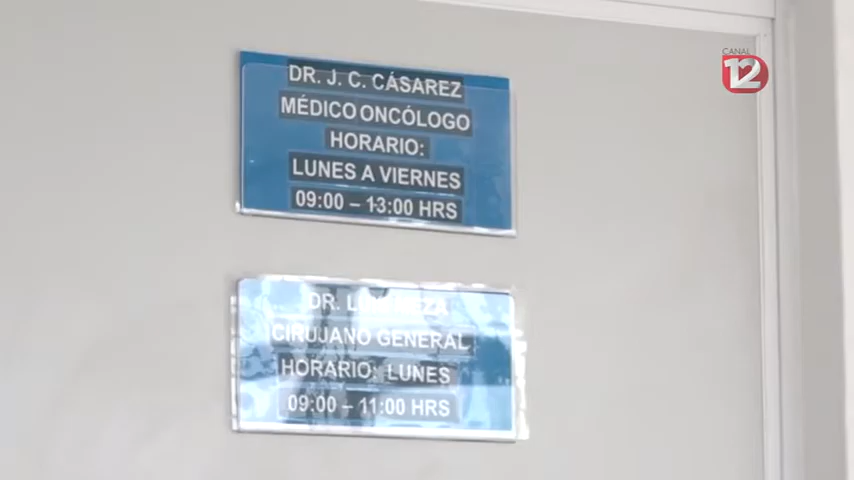 CANAL
12
DR. J. C. CÁSAREZ
MÉDICO ONCÓLOGO
HORARIO:
LUNES A VIERNES
09:00 – 13:00 HRS
DR.
CIRUJANO GENERAL
HORARIO: LUNES
09:00 – 11:00 HRS